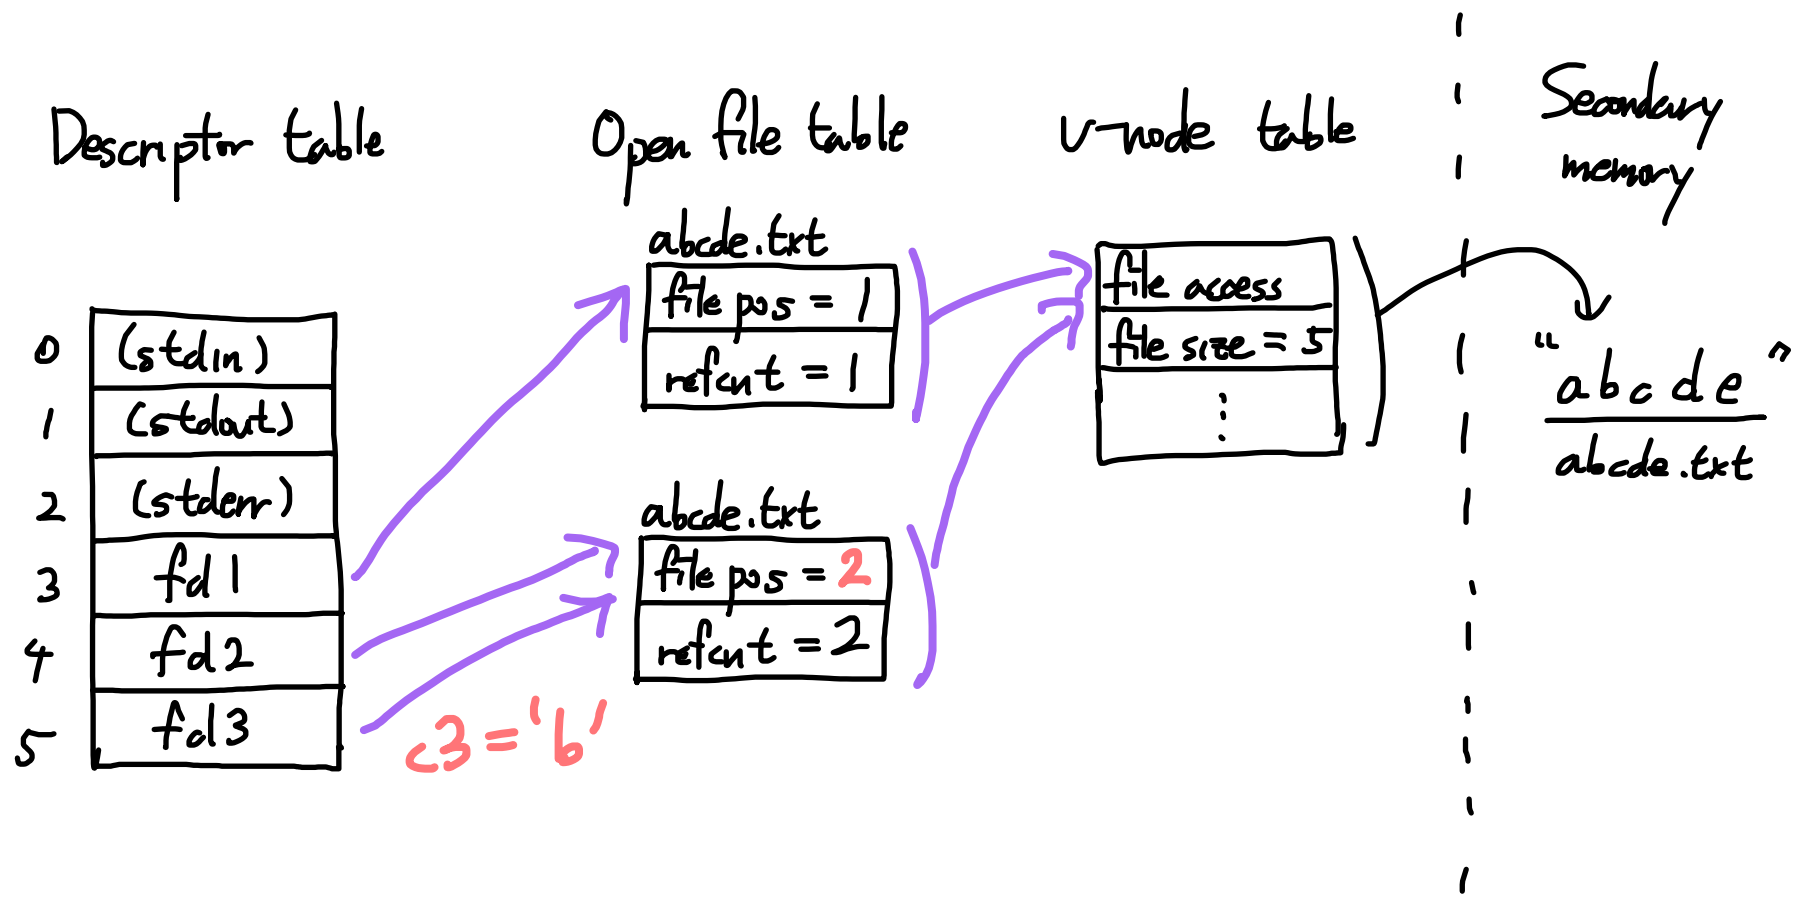 Descriptor table
Open file table
v-node table
Secondary
memory
0 (stdin)
1 (stdout)
2 (stderr)
3 fd1
4 fd2
5 fd3
c3 = 'b'
abcde.txt
file pos = 1
refcnt = 1
abcde.txt
file pos = 2
refcnt = 2
file access
file size = 5
⋮
"abcde"
abcde.txt